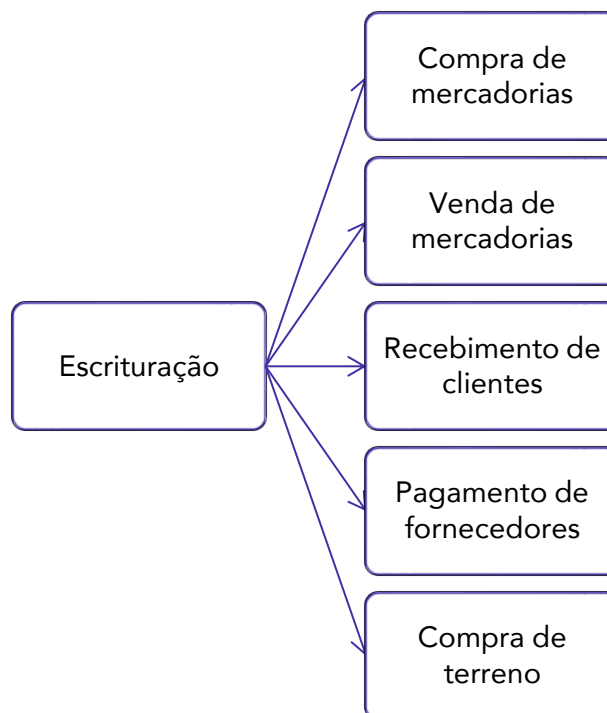 Compra de
mercadorias
Venda de
mercadorias
Escrituração
Recebimento de
clientes
Pagamento de
fornecedores
Compra de
terreno